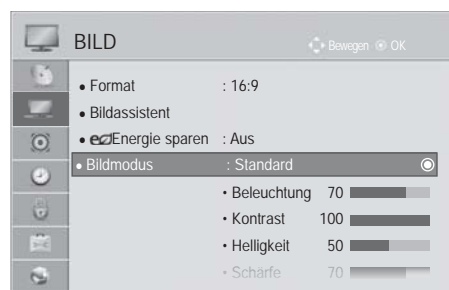 BILD Bewegen OK
• Format : 16:9
• Bildassistent
• eco Energie sparen : Aus
• Bildmodus : Standard
• Beleuchtung 70
• Kontrast 100
• Helligkeit 50
• Schärfe 70